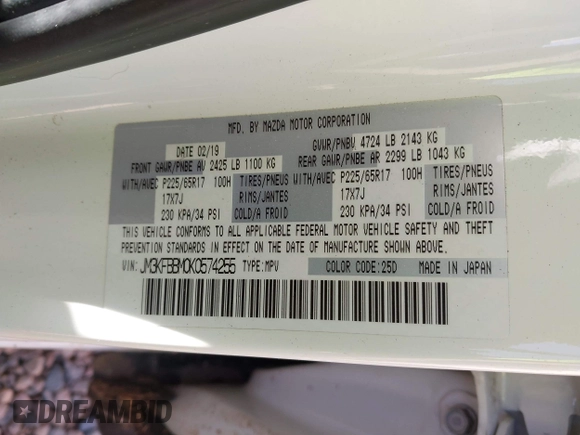 MFD. BY MAZDA MOTOR CORPORATION
DATE 02/19 GVWR/PNBV 4724 LB 2143 KG
FRONT GAWR/PNBE AV 2425 LB 1100 KG REAR GAWR/PNBE AR 2299 LB 1043 KG
WITH/AVEC P225/65R17 100H TIRES/PNEUS WITH/AVEC P225/65R17 100H TIRES/PNEUS
17X7J RIMS/JANTES 17X7J RIMS/JANTES
230 KPA/34 PSI COLD/A FROID 230 KPA/34 PSI COLD/A FROID
THIS VEHICLE CONFORMS TO ALL APPLICABLE FEDERAL MOTOR VEHICLE SAFETY AND THEFT
PREVENTION STANDARDS IN EFFECT ON THE DATE OF MANUFACTURE SHOWN ABOVE.
VIN: JM3KFBBM0K0574255 TYPE:MPV COLOR CODE:25D MADE IN JAPAN
DREAMBID